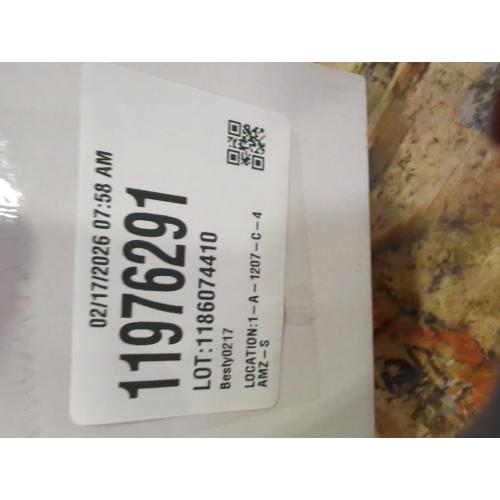 02/17/2026 07:58 AM
11976291
LOT:1186074410
Besty0217
LOCATION:1-A-1207-C-4
AMZ-S